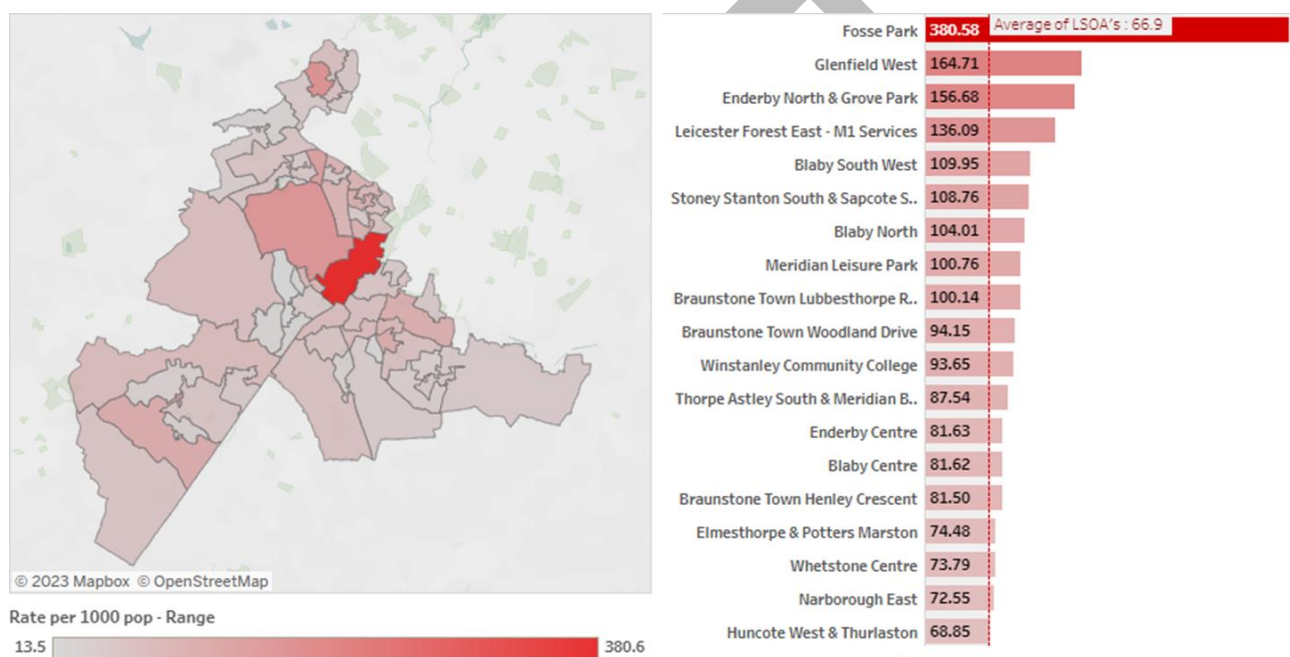 © 2023 Mapbox © OpenStreetMap
Rate per 1000 pop - Range
13.5 380.6
Fosse Park 380.58 Average of LSOA's : 66.9
Glenfield West 164.71
Enderby North & Grove Park 156.68
Leicester Forest East - M1 Services 136.09
Blaby South West 109.95
Stoney Stanton South & Sapcote S.. 108.76
Blaby North 104.01
Meridian Leisure Park 100.76
Braunstone Town Lubbesthorpe R.. 100.14
Braunstone Town Woodland Drive 94.15
Winstanley Community College 93.65
Thorpe Astley South & Meridian B.. 87.54
Enderby Centre 81.63
Blaby Centre 81.62
Braunstone Town Henley Crescent 81.50
Elmesthorpe & Potters Marston 74.48
Whetstone Centre 73.79
Narborough East 72.55
Huncote West & Thurlaston 68.85